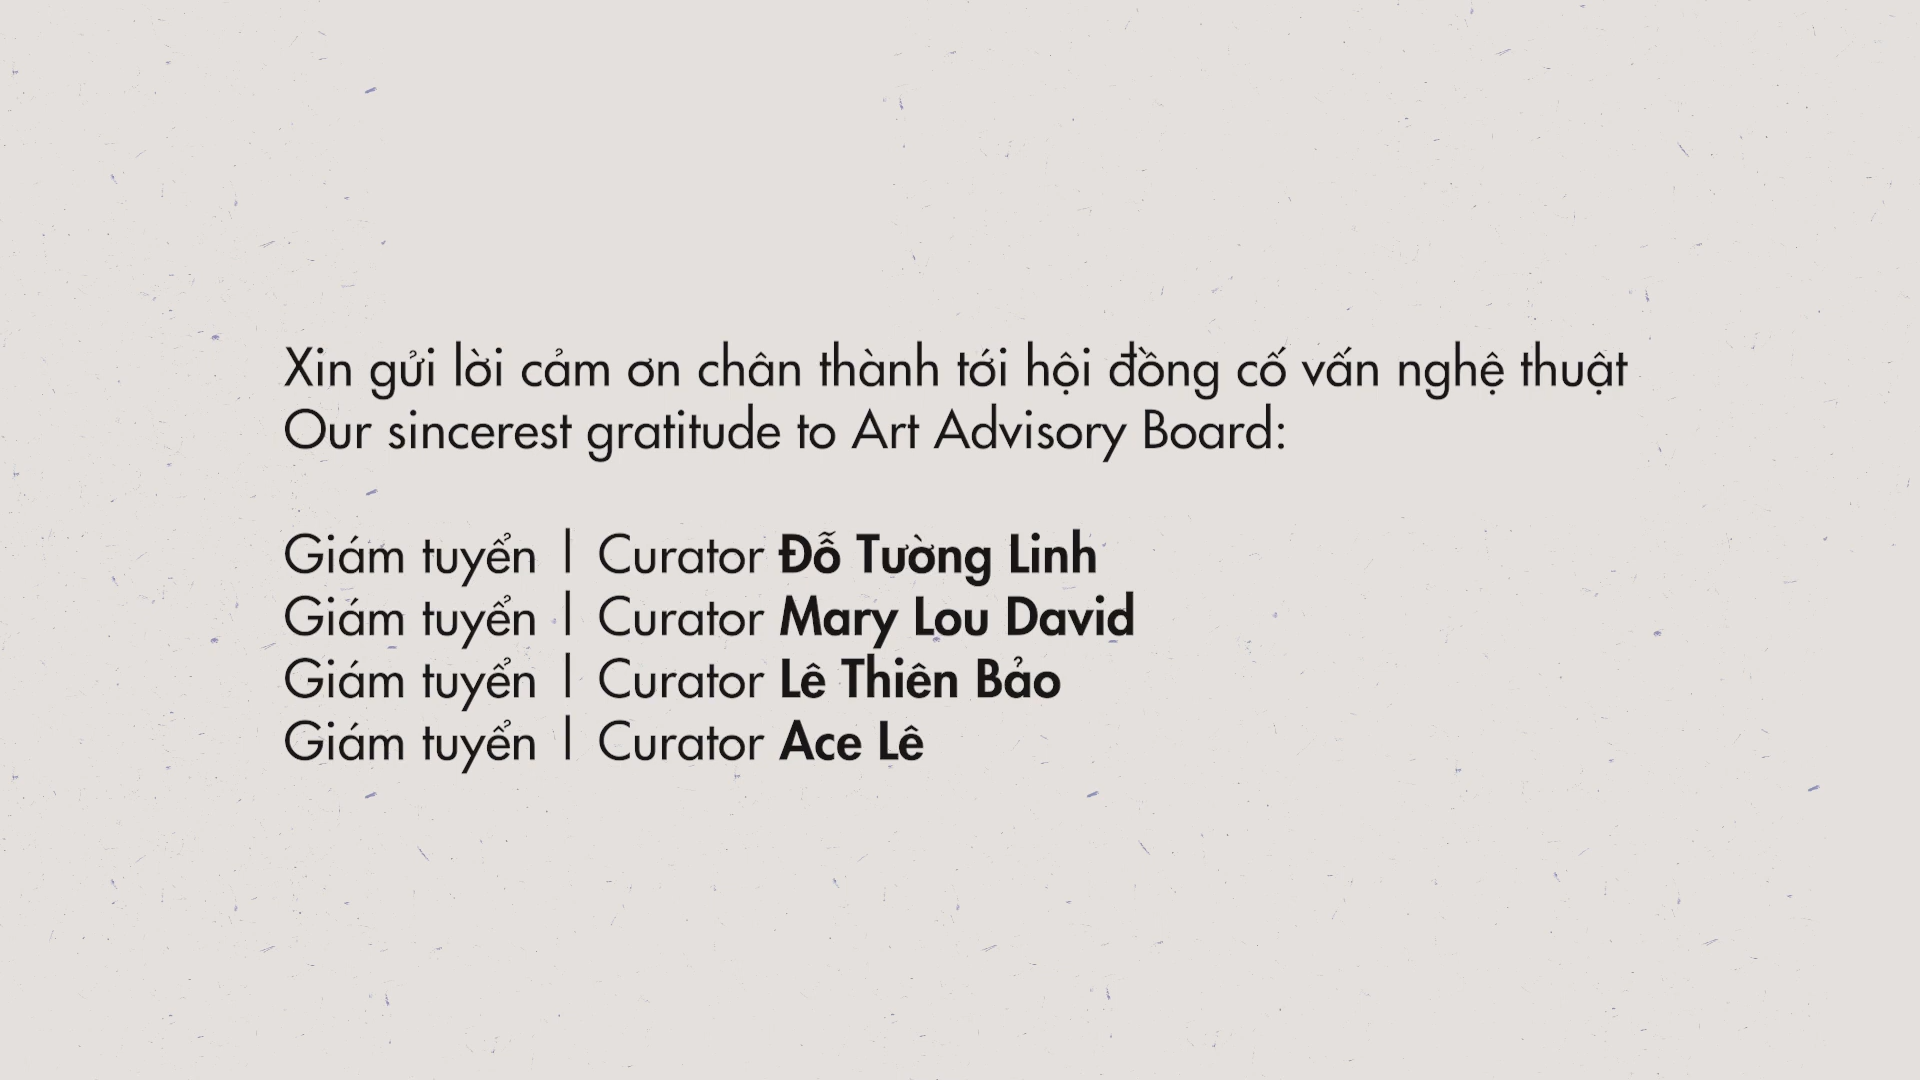 Xin gửi lời cảm ơn chân thành tới hội đồng cố vấn nghệ thuật
Our sincerest gratitude to Art Advisory Board:
Giám tuyển | Curator Đỗ Tường Linh
Giám tuyển | Curator Mary Lou David
Giám tuyển | Curator Lê Thiên Bảo
Giám tuyển | Curator Ace Lê